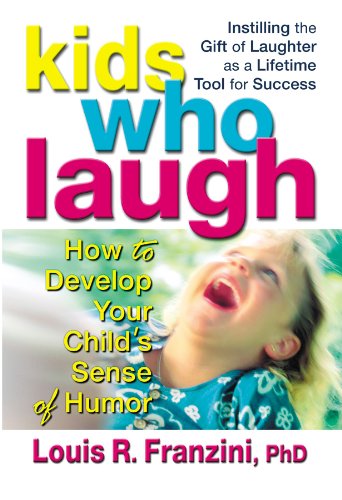 kids
Instilling the
Gift of Laughter
as a Lifetime
Tool for Success
who
laugh
How to
Develop
Your
Child's
Sense
of Humor
Louis R. Franzini, PhD